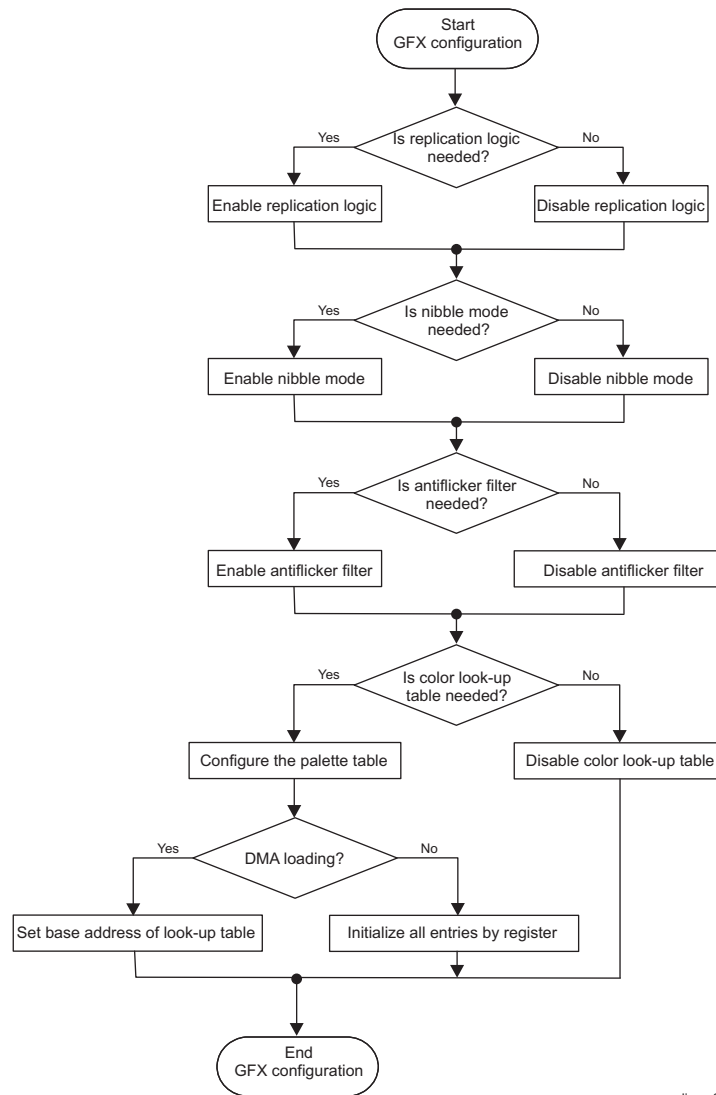 Start
GFX configuration
Is replication logic
needed?
Yes
No
Enable replication logic
Disable replication logic
Is nibble mode
needed?
Yes
No
Enable nibble mode
Disable nibble mode
Is antiflicker filter
needed?
Yes
No
Enable antiflicker filter
Disable antiflicker filter
Is color look-up
table needed?
Yes
No
Configure the palette table
Disable color look-up table
DMA loading?
Yes
No
Set base address of look-up table
Initialize all entries by register
End
GFX configuration